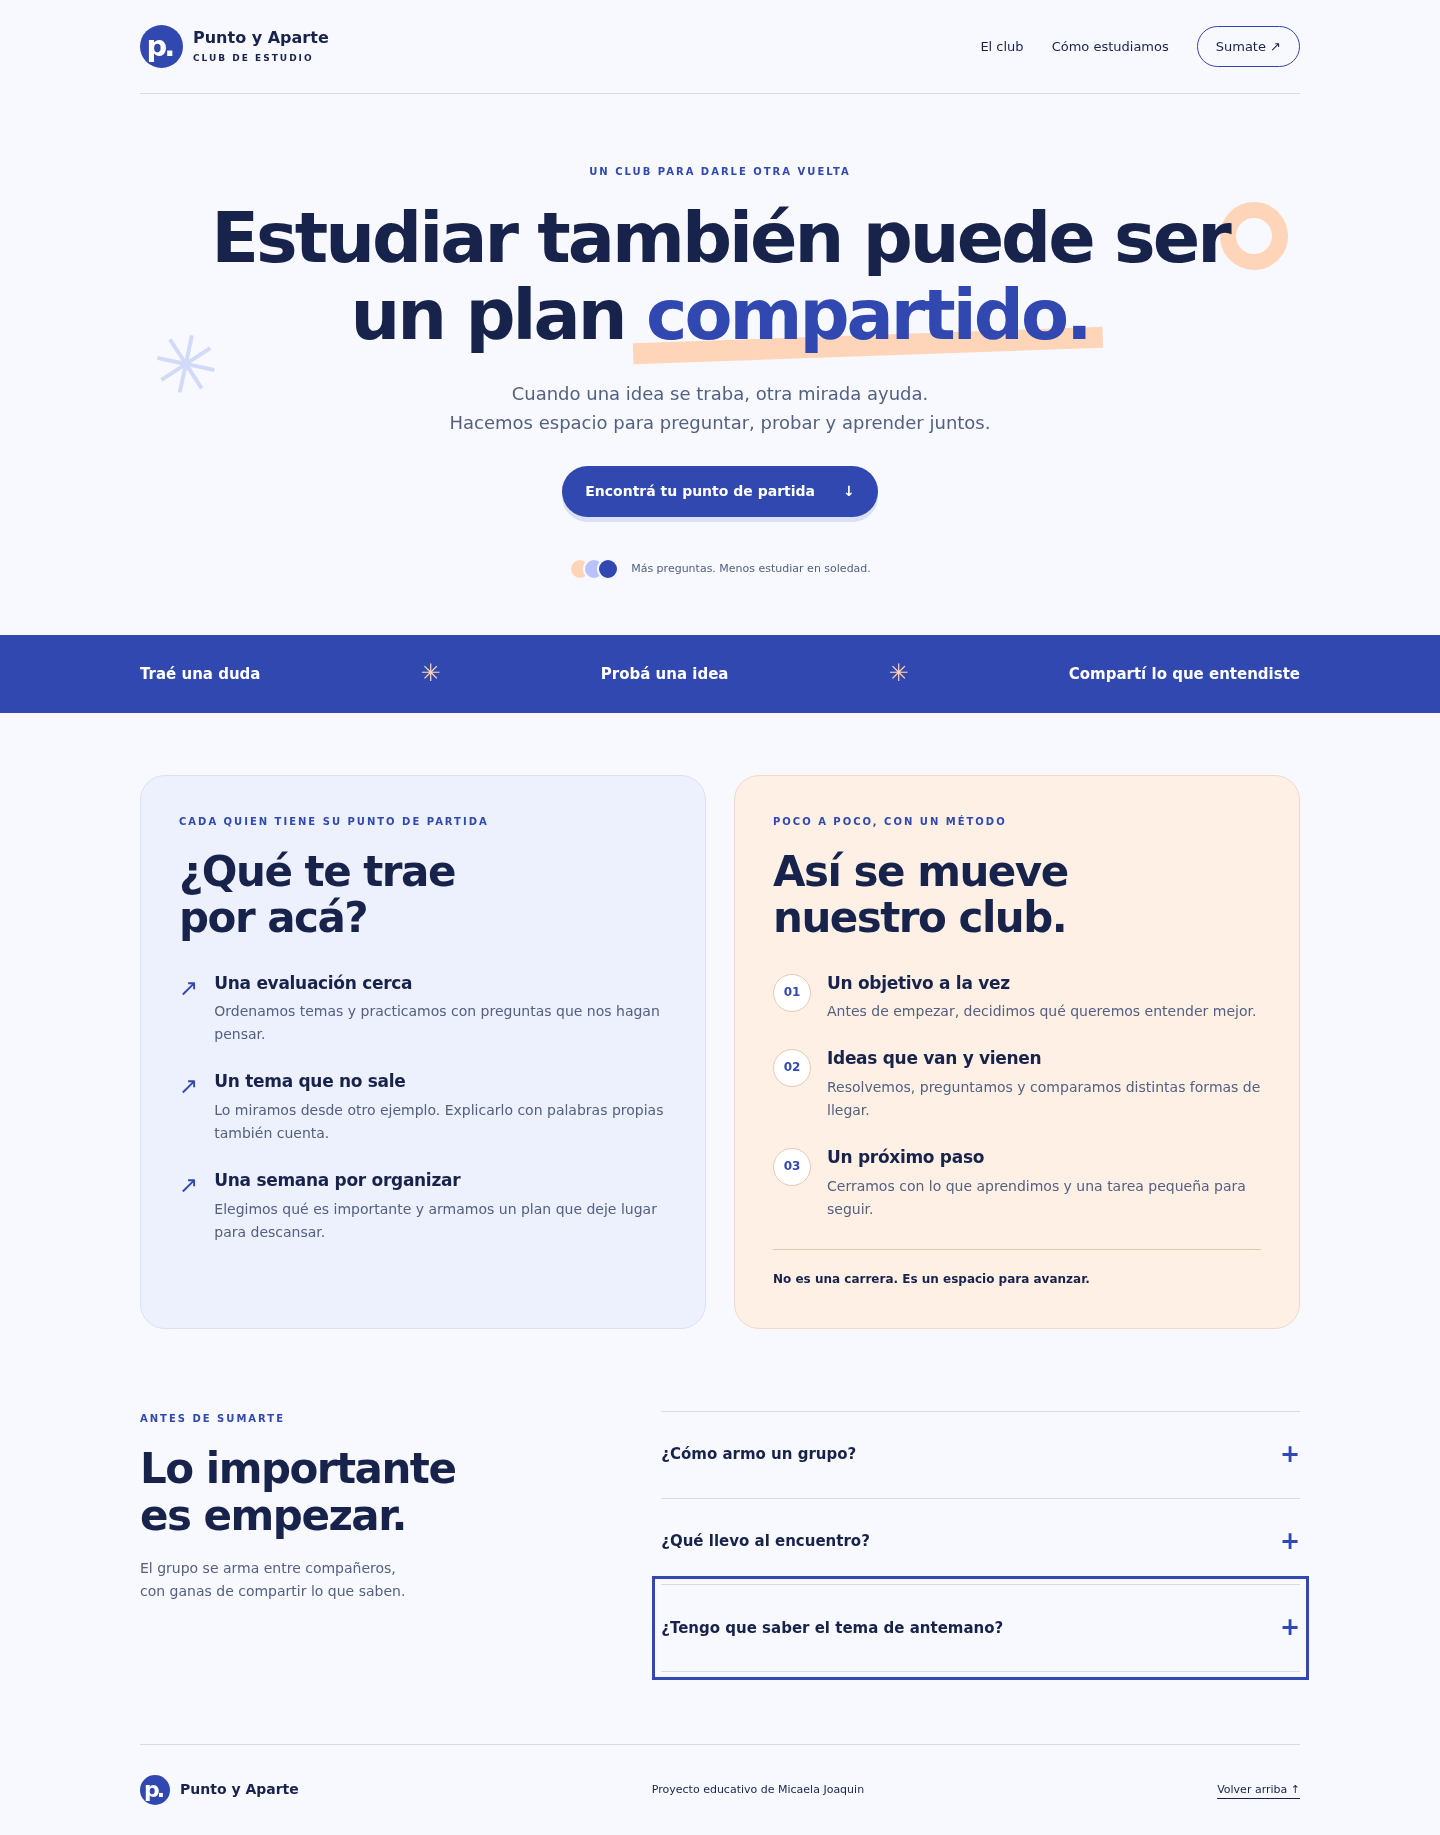 p. Punto y Aparte
CLUB DE ESTUDIO
El club
Cómo estudiamos
Sumate ↗
UN CLUB PARA DARLE OTRA VUELTA
Estudiar también puede ser
un plan compartido.
Cuando una idea se traba, otra mirada ayuda.
Hacemos espacio para preguntar, probar y aprender juntos.
Encontrá tu punto de partida ↓
Más preguntas. Menos estudiar en soledad.
Traé una duda
Probá una idea
Compartí lo que entendiste
CADA QUIEN TIENE SU PUNTO DE PARTIDA
¿Qué te trae
por acá?
↗ Una evaluación cerca
Ordenamos temas y practicamos con preguntas que nos hagan
pensar.
↗ Un tema que no sale
Lo miramos desde otro ejemplo. Explicarlo con palabras propias
también cuenta.
↗ Una semana por organizar
Elegimos qué es importante y armamos un plan que deje lugar
para descansar.
POCO A POCO, CON UN MÉTODO
Así se mueve
nuestro club.
01 Un objetivo a la vez
Antes de empezar, decidimos qué queremos entender mejor.
02 Ideas que van y vienen
Resolvemos, preguntamos y comparamos distintas formas de
llegar.
03 Un próximo paso
Cerramos con lo que aprendimos y una tarea pequeña para
seguir.
No es una carrera. Es un espacio para avanzar.
ANTES DE SUMARTE
Lo importante
es empezar.
El grupo se arma entre compañeros,
con ganas de compartir lo que saben.
¿Cómo armo un grupo? +
¿Qué llevo al encuentro? +
¿Tengo que saber el tema de antemano? +
p. Punto y Aparte
Proyecto educativo de Micaela Joaquin
Volver arriba ↑